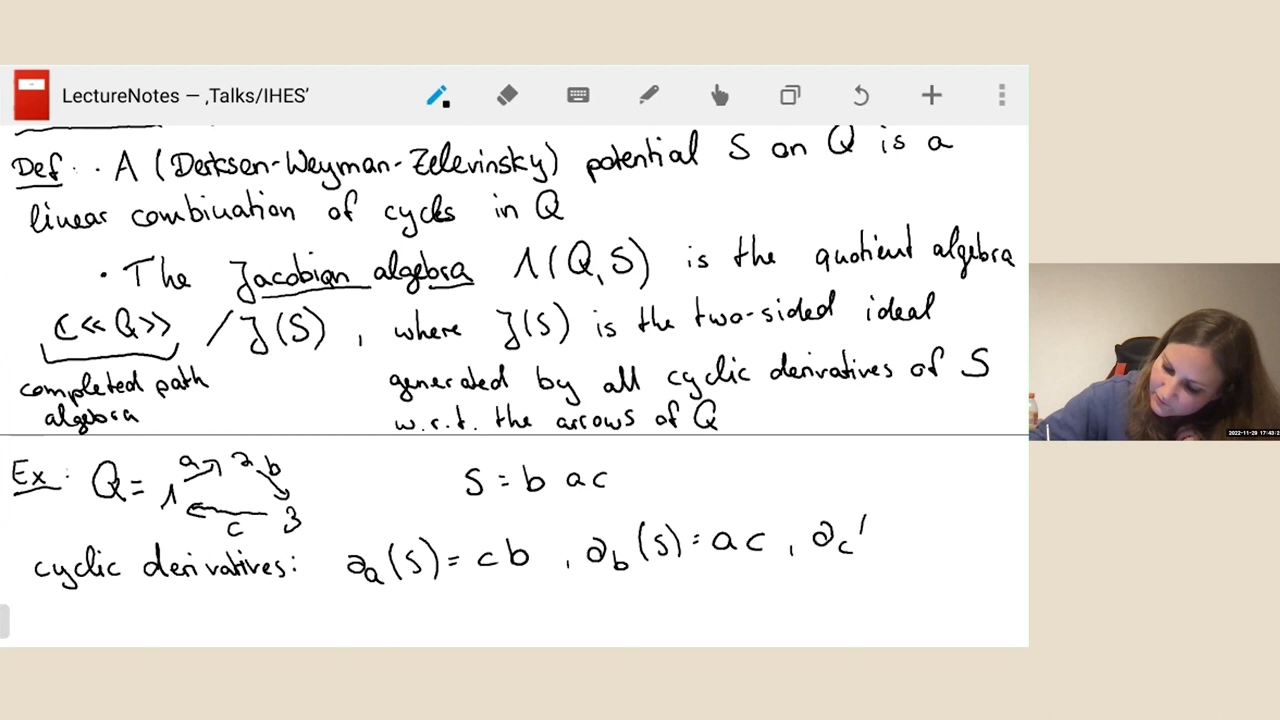 LectureNotes — ‚Talks/IHES‘
Def: · A (Derksen-Weyman-Zelevinsky) potential S on Q is a
linear combination of cycles in Q
· The Jacobian algebra Λ(Q,S) is the quotient algebra
ℂ<<Q>> / J(S) , where J(S) is the two-sided ideal
completed path algebra
generated by all cyclic derivatives of S
w.r.t. the arrows of Q
Ex: Q = 1 a 2 b 3 c
S = b a c
cyclic derivatives: ∂a(S) = cb , ∂b(S) = ac , ∂c